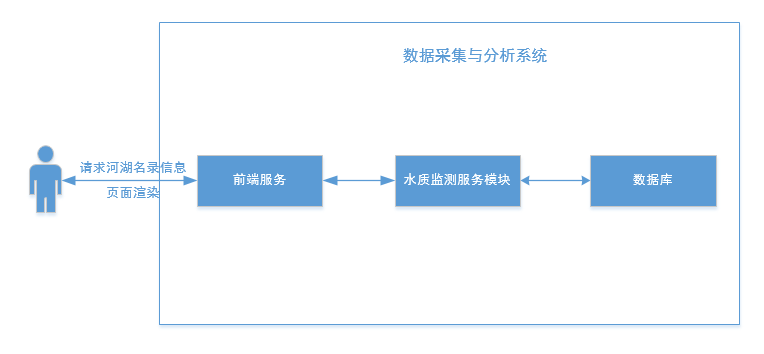 数据采集与分析系统
请求河湖名录信息
页面渲染
前端服务
水质监测服务模块
数据库